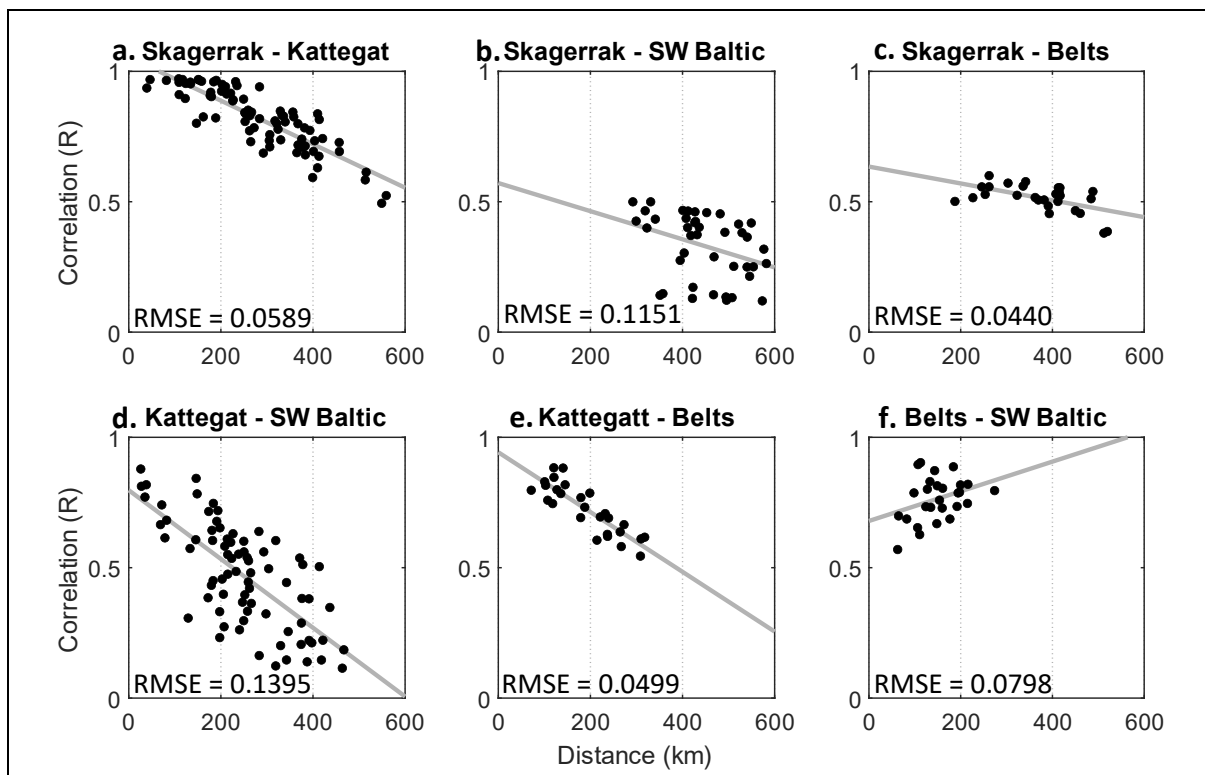 a. Skagerrak - Kattegat
1
0.5
0
Correlation (R)
RMSE = 0.0589
0 200 400 600
b. Skagerrak - SW Baltic
1
0.5
0
RMSE = 0.1151
0 200 400 600
c. Skagerrak - Belts
1
0.5
0
RMSE = 0.0440
0 200 400 600
d. Kattegat - SW Baltic
1
0.5
0
Correlation (R)
RMSE = 0.1395
0 200 400 600
e. Kattegatt - Belts
1
0.5
0
RMSE = 0.0499
0 200 400 600
Distance (km)
f. Belts - SW Baltic
1
0.5
0
RMSE = 0.0798
0 200 400 600